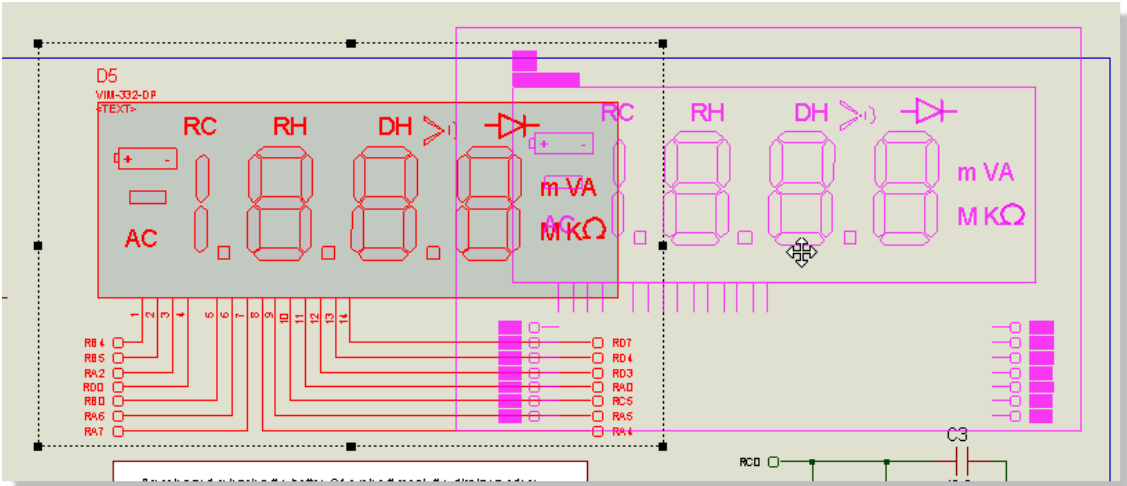 D5
VIM-332-DP
<TEXT>
RC RH DH RC RH DH
+ - + -
m VA m VA
AC AC M KΩ M KΩ
1 2 3 4 5 6 7 8 9 10 11 12 13 14
RB4 RD7
RB5 RD4
RA2 RD3
RD0 RA0
RB0 RC5
RA6 RA5
RA7 RA4
C3
RC0